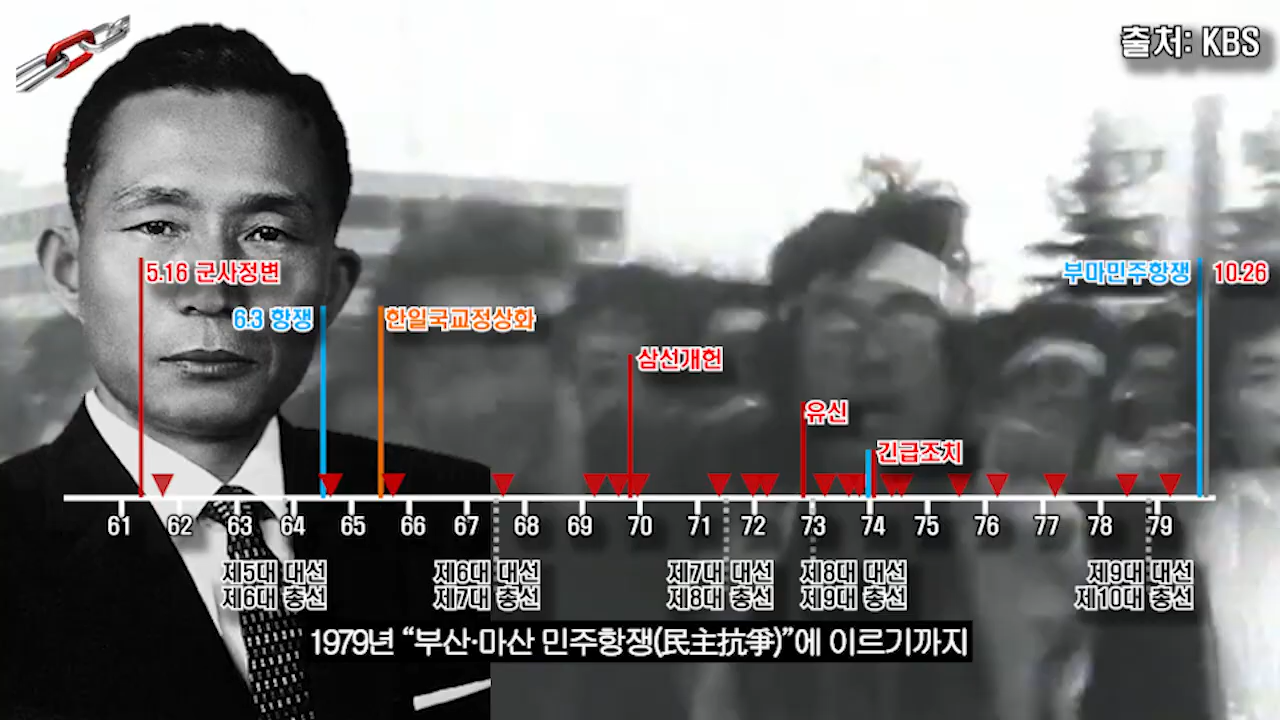 출처: KBS
5.16 군사정변
부마민주항쟁 10.26
6.3 항쟁 한일국교정상화
삼선개헌
유신
긴급조치
61 62 63 64 65 66 67 68 69 70 71 72 73 74 75 76 77 78 79
제5대 대선 제6대 대선 제7대 대선 제8대 대선 제9대 대선
제6대 총선 제7대 총선 제8대 총선 제9대 총선 제10대 총선
1979년 “부산·마산 민주항쟁(民主抗爭)”에 이르기까지